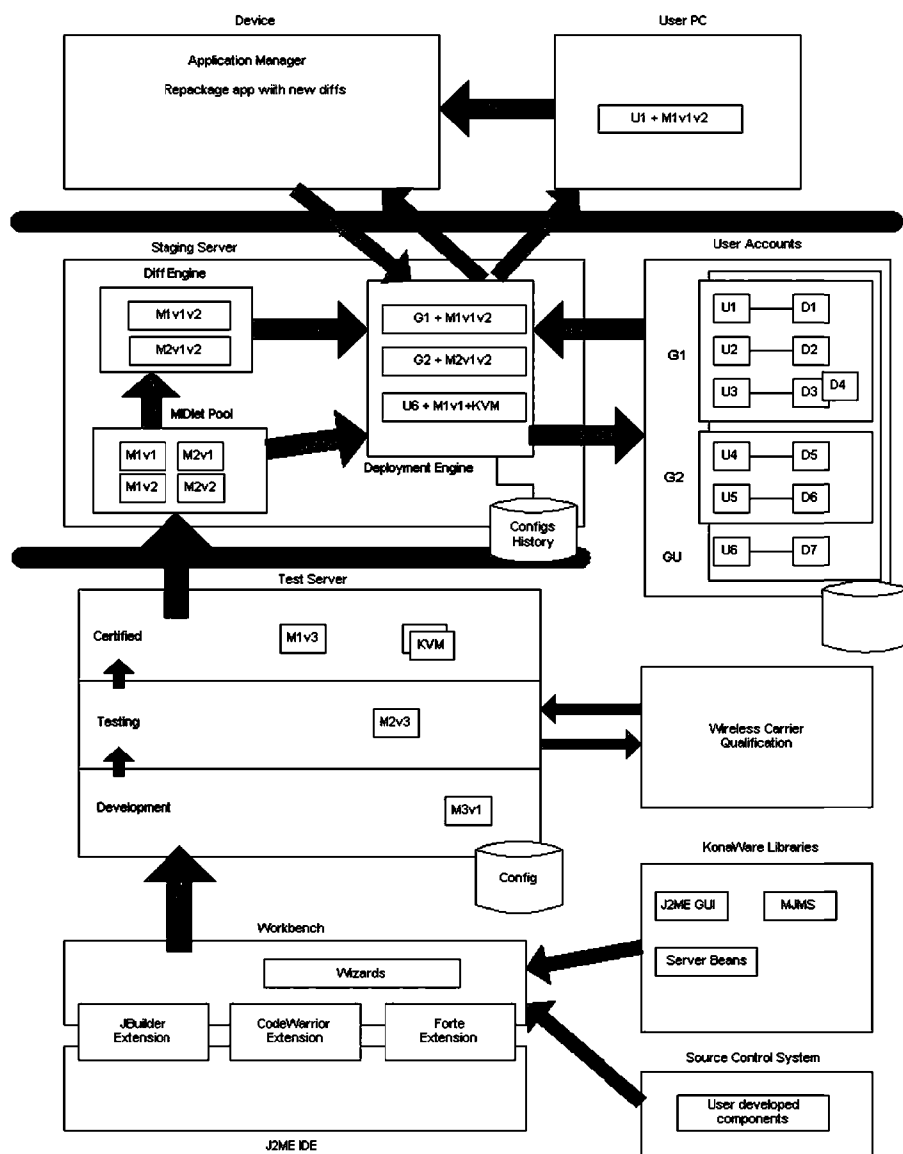 Device
User PC
Application Manager
Repackage app with new diffs
U1 + M1v1v2
Staging Server
User Accounts
Diff Engine
M1v1v2
M2v1v2
G1 + M1v1v2
G2 + M2v1v2
U6 + M1v1+KVM
Deployment Engine
MIDlet Pool
M1v1
M2v1
M1v2
M2v2
Configs
History
G1
U1
D1
U2
D2
U3
D3
D4
G2
U4
D5
U5
D6
GU
U6
D7
Test Server
Certified
M1v3
KVM
Testing
M2v3
Development
M3v1
Config
Wireless Carrier
Qualification
KonaWare Libraries
J2ME GUI
MJMS
Server Beans
Workbench
Wizards
JBuilder
Extension
CodeWarrior
Extension
Forte
Extension
J2ME IDE
Source Control System
User developed
components